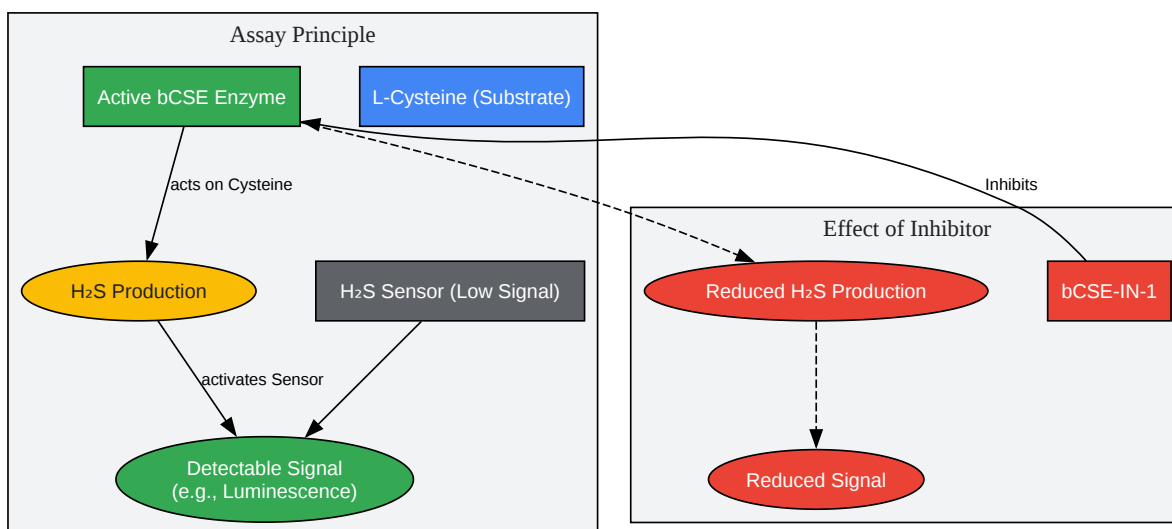 Assay Principle
Active bCSE Enzyme
L-Cysteine (Substrate)
acts on Cysteine
Inhibits
Effect of Inhibitor
H₂S Production
H₂S Sensor (Low Signal)
Reduced H₂S Production
bCSE-IN-1
activates Sensor
Detectable Signal
(e.g., Luminescence)
Reduced Signal